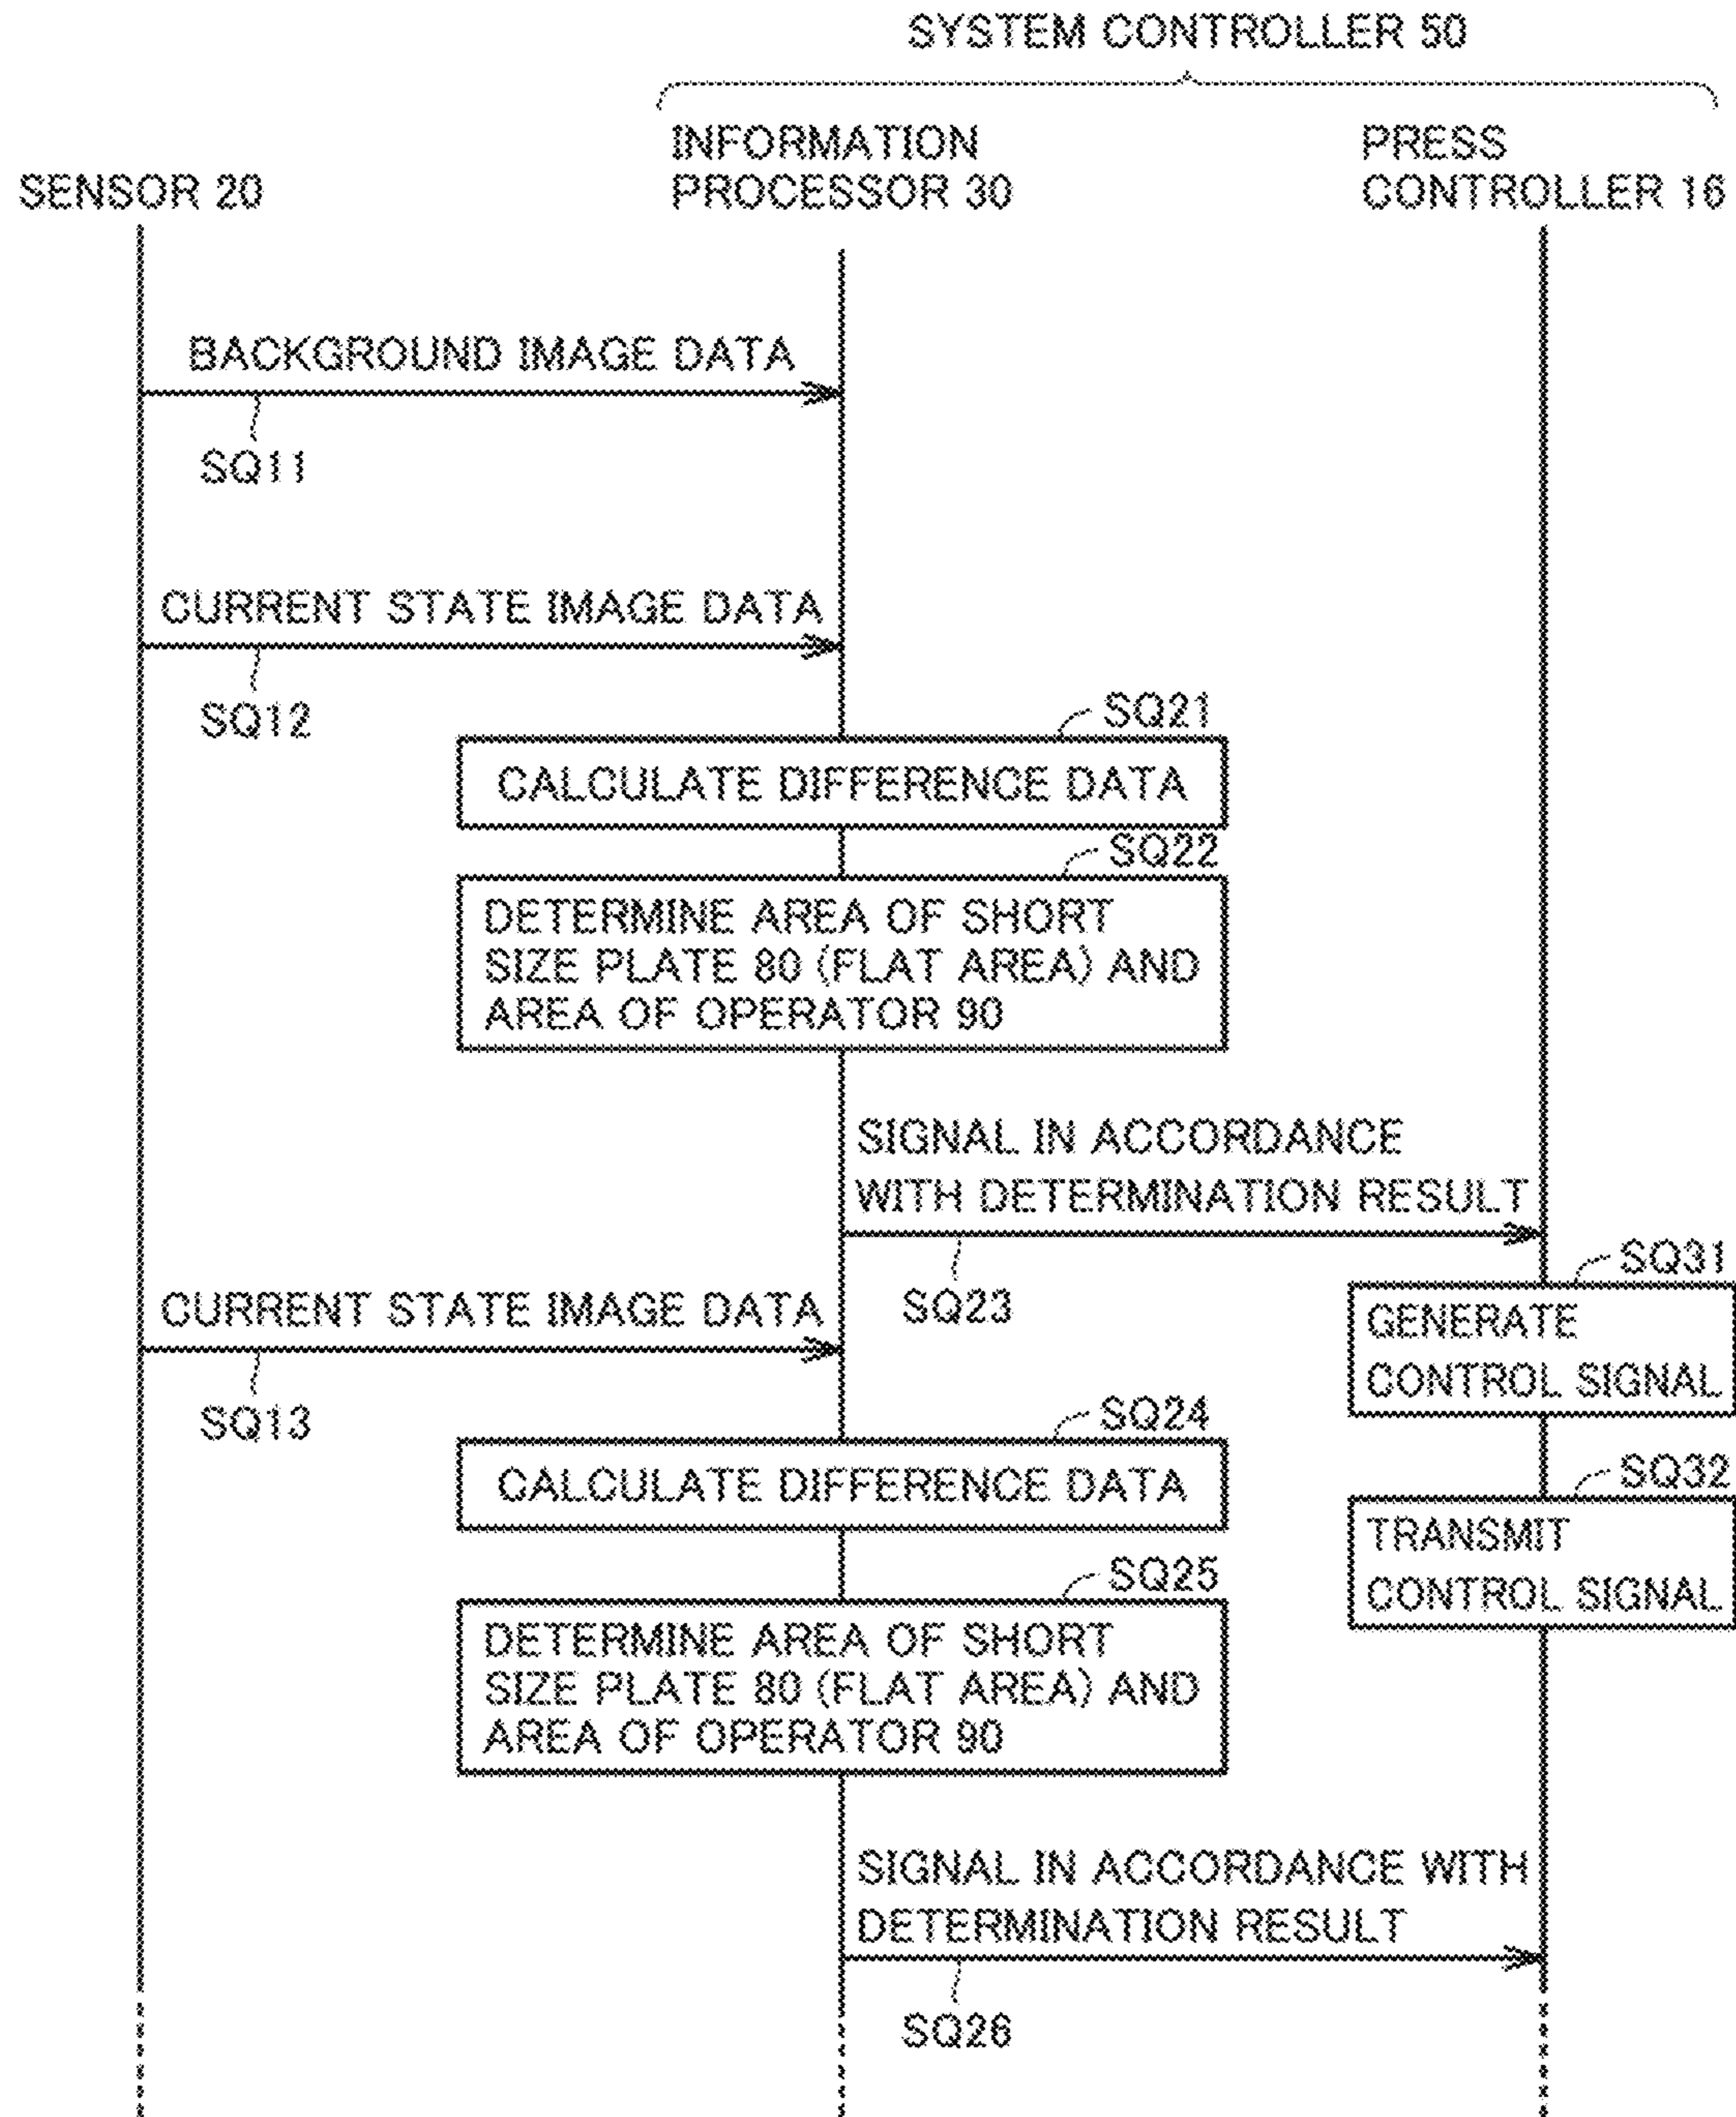 SYSTEM CONTROLLER 50
SENSOR 20
INFORMATION
PROCESSOR 30
PRESS
CONTROLLER 16
BACKGROUND IMAGE DATA
SQ11
CURRENT STATE IMAGE DATA
SQ12
SQ21
CALCULATE DIFFERENCE DATA
SQ22
DETERMINE AREA OF SHORT
SIZE PLATE 80 (FLAT AREA) AND
AREA OF OPERATOR 90
SIGNAL IN ACCORDANCE
WITH DETERMINATION RESULT
SQ23
SQ31
GENERATE
CONTROL SIGNAL
CURRENT STATE IMAGE DATA
SQ13
SQ24
CALCULATE DIFFERENCE DATA
SQ32
TRANSMIT
CONTROL SIGNAL
SQ25
DETERMINE AREA OF SHORT
SIZE PLATE 80 (FLAT AREA) AND
AREA OF OPERATOR 90
SIGNAL IN ACCORDANCE WITH
DETERMINATION RESULT
SQ26